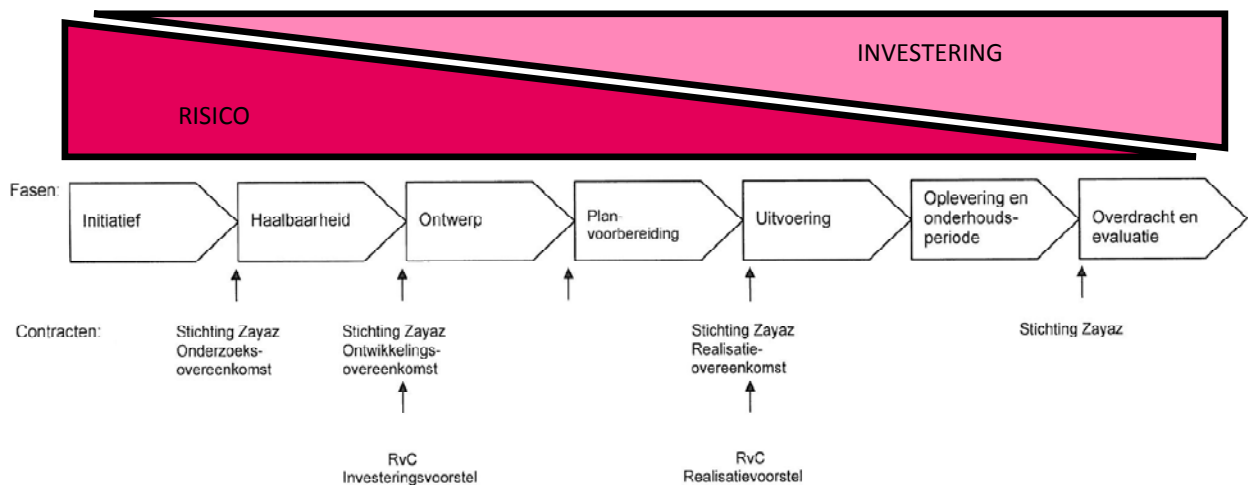 INVESTERING
RISICO
Fasen:
Initiatief
Haalbaarheid
Ontwerp
Plan-
voorbereiding
Uitvoering
Oplevering en
onderhouds-
periode
Overdracht en
evaluatie
Contracten:
Stichting Zayaz
Onderzoeks-
overeenkomst
Stichting Zayaz
Ontwikkelings-
overeenkomst
Stichting Zayaz
Realisatie-
overeenkomst
Stichting Zayaz
RvC
Investeringsvoorstel
RvC
Realisatievoorstel